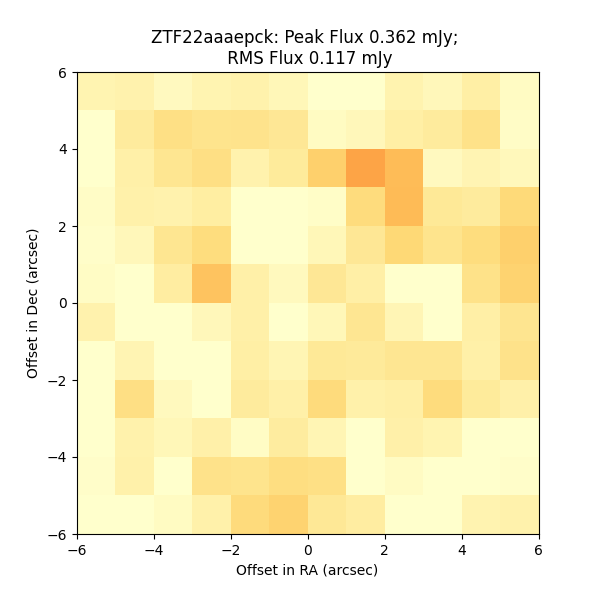 ZTF22aaaepck: Peak Flux 0.362 mJy;
RMS Flux 0.117 mJy
6
4
2
0
−2
−4
−6
Offset in Dec (arcsec)
−6 −4 −2 0 2 4 6
Offset in RA (arcsec)